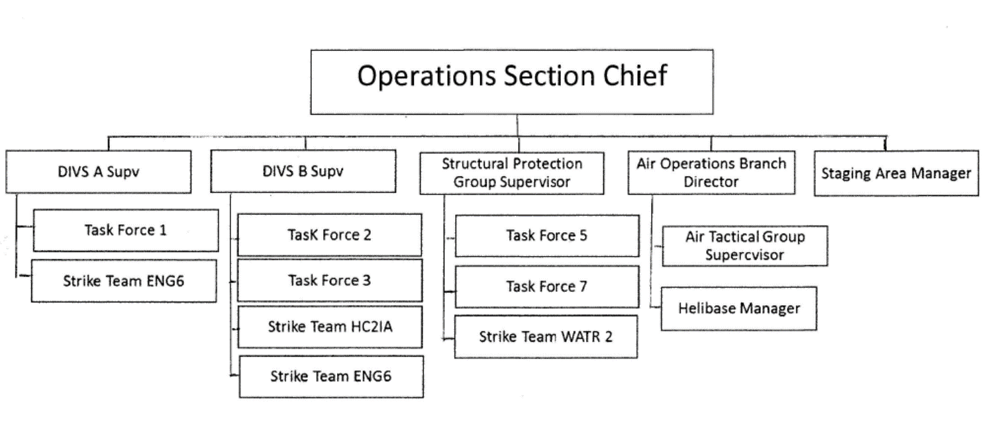 Operations Section Chief
DIVS A Supv
Task Force 1
Strike Team ENG6
DIVS B Supv
TasK Force 2
Task Force 3
Strike Team HC2IA
Strike Team ENG6
Structural Protection
Group Supervisor
Task Force 5
Task Force 7
Strike Team WATR 2
Air Operations Branch
Director
Air Tactical Group
Supercvisor
Helibase Manager
Staging Area Manager